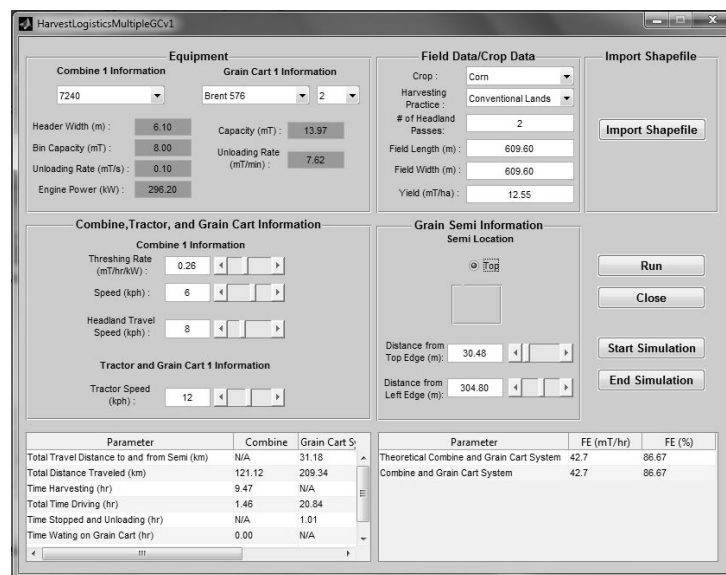 HarvestLogisticsMultipleGCv1
Equipment
Combine 1 Information
Grain Cart 1 Information
7240
Brent 576
2
Header Width (m) :
6.10
Bin Capacity (mT) :
8.00
Unloading Rate (mT/s) :
0.10
Engine Power (kW) :
296.20
Capacity (mT) :
13.97
Unloading Rate
(mT/min) :
7.62
Field Data/Crop Data
Crop :
Corn
Harvesting
Practice :
Conventional Lands
# of Headland
Passes:
2
Field Length (m) :
609.60
Field Width (m) :
609.60
Yield (mT/ha) :
12.55
Import Shapefile
Import Shapefile
Combine,Tractor, and Grain Cart Information
Combine 1 Information
Threshing Rate
(mT/hr/kW) :
0.26
Speed (kph) :
6
Headland Travel
Speed (kph) :
8
Tractor and Grain Cart 1 Information
Tractor Speed
(kph) :
12
Grain Semi Information
Semi Location
Top
Distance from
Top Edge (m):
30.48
Distance from
Left Edge (m):
304.80
Run
Close
Start Simulation
End Simulation
Parameter Combine Grain Cart Sy
Total Travel Distance to and from Semi (km) N/A 31.18
Total Distance Traveled (km) 121.12 209.34
Time Harvesting (hr) 9.47 N/A
Total Time Driving (hr) 1.46 20.84
Time Stopped and Unloading (hr) N/A 1.01
Time Wating on Grain Cart (hr) 0.00 N/A
Parameter FE (mT/hr) FE (%)
Theoretical Combine and Grain Cart System 42.7 86.67
Combine and Grain Cart System 42.7 86.67